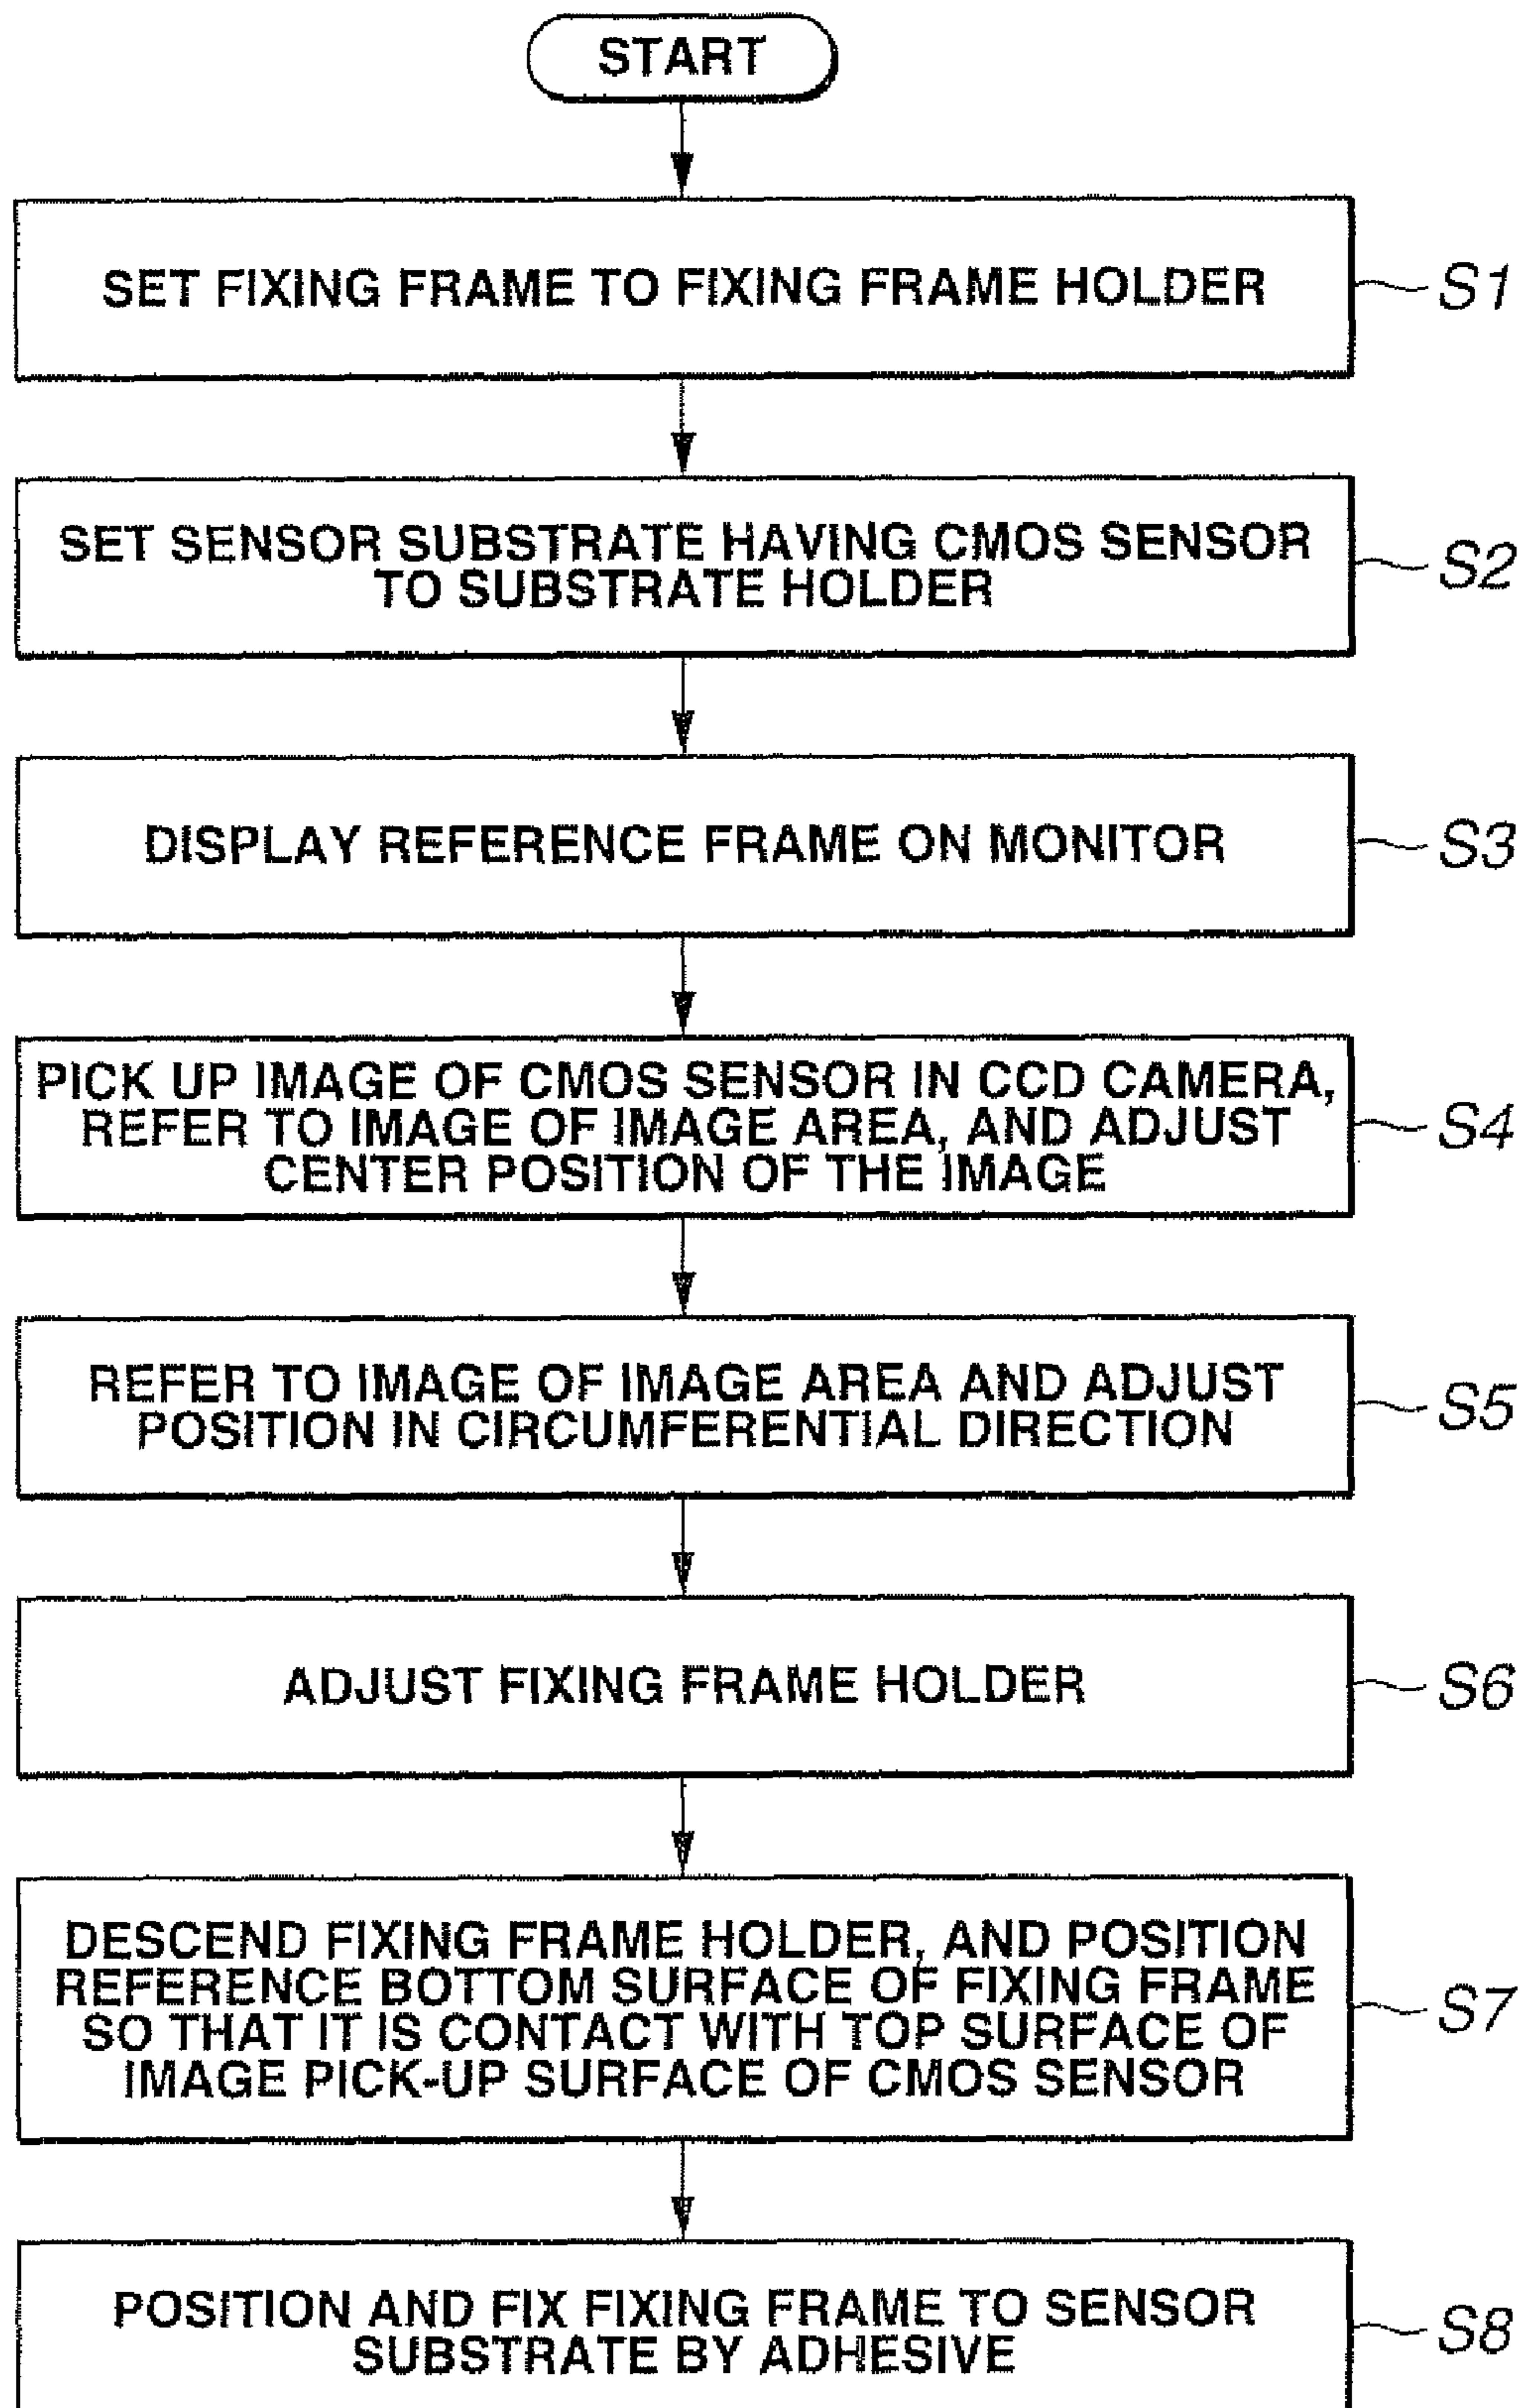 START
SET FIXING FRAME TO FIXING FRAME HOLDER
S1
SET SENSOR SUBSTRATE HAVING CMOS SENSOR
TO SUBSTRATE HOLDER
S2
DISPLAY REFERENCE FRAME ON MONITOR
S3
PICK UP IMAGE OF CMOS SENSOR IN CCD CAMERA,
REFER TO IMAGE OF IMAGE AREA, AND ADJUST
CENTER POSITION OF THE IMAGE
S4
REFER TO IMAGE OF IMAGE AREA AND ADJUST
POSITION IN CIRCUMFERENTIAL DIRECTION
S5
ADJUST FIXING FRAME HOLDER
S6
DESCEND FIXING FRAME HOLDER, AND POSITION
REFERENCE BOTTOM SURFACE OF FIXING FRAME
SO THAT IT IS CONTACT WITH TOP SURFACE OF
IMAGE PICK-UP SURFACE OF CMOS SENSOR
S7
POSITION AND FIX FIXING FRAME TO SENSOR
SUBSTRATE BY ADHESIVE
S8